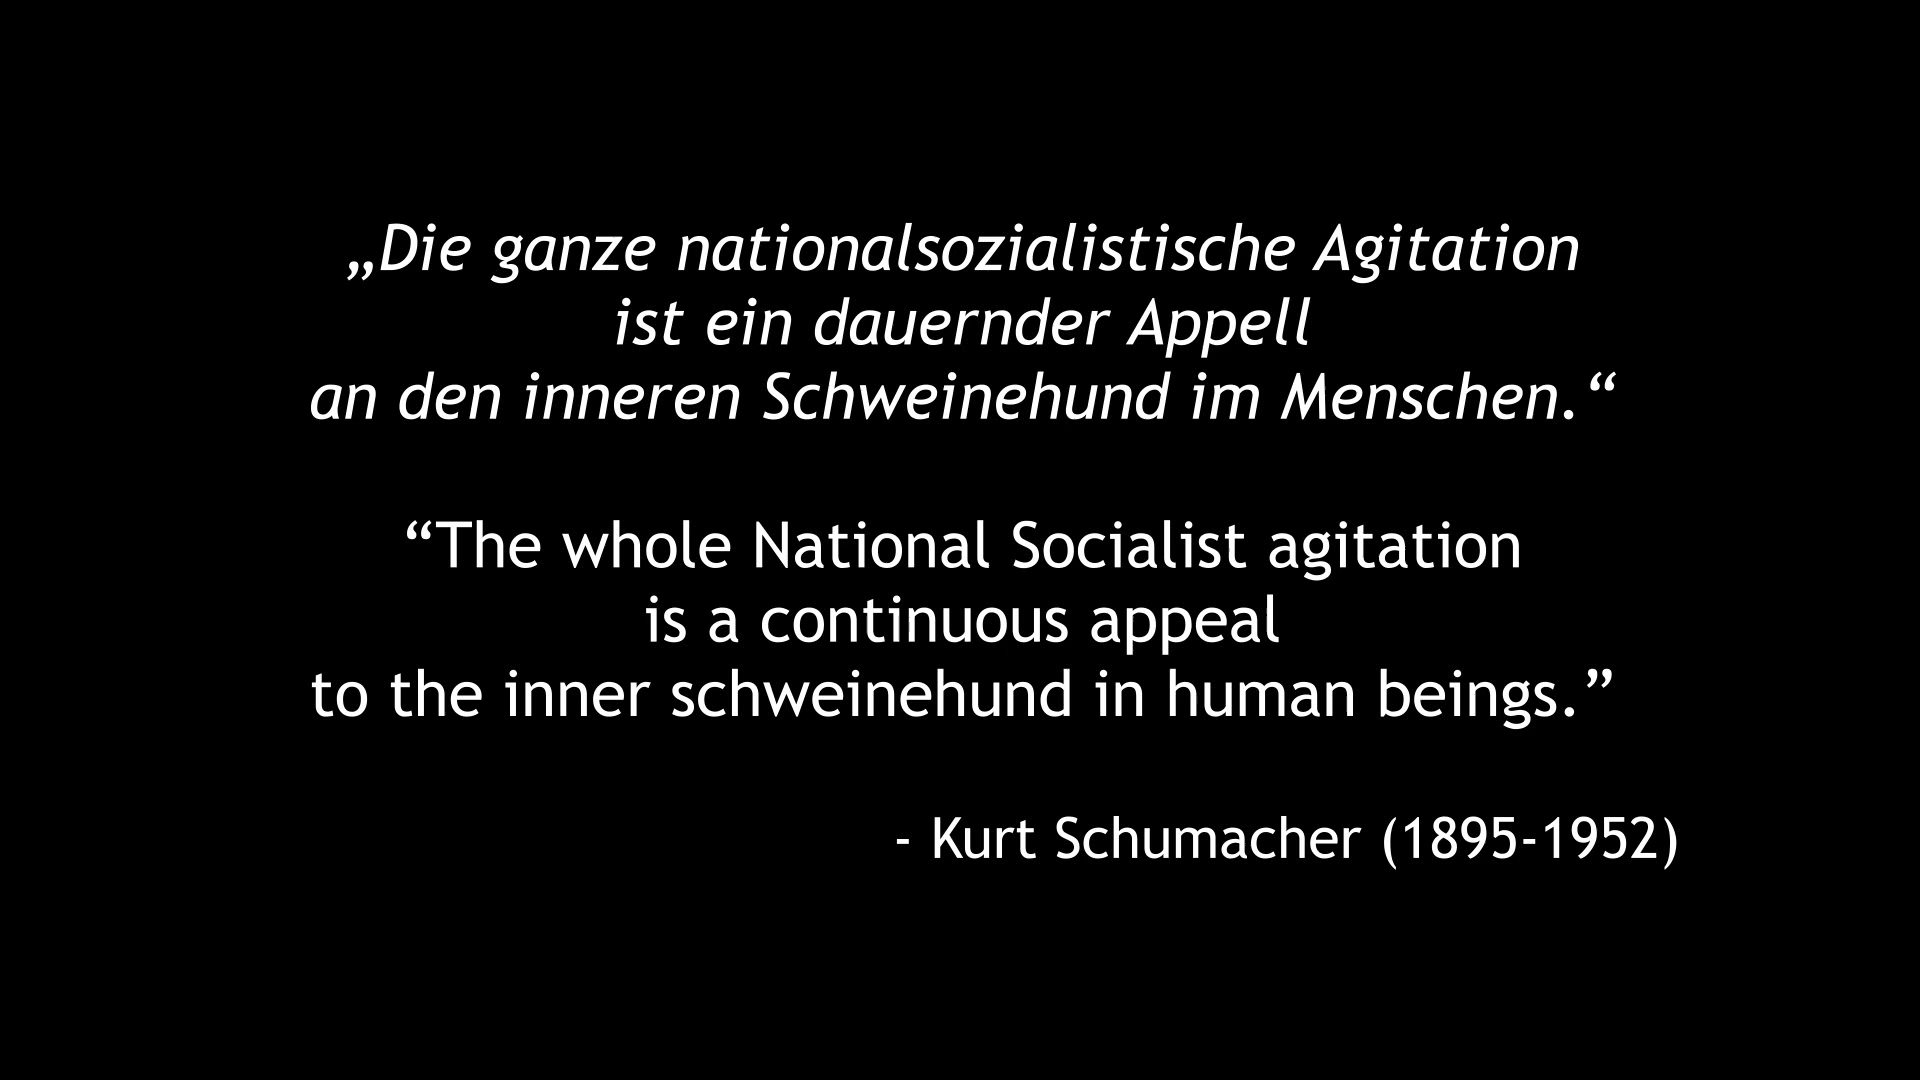 „Die ganze nationalsozialistische Agitation
ist ein dauernder Appell
an den inneren Schweinehund im Menschen.“
“The whole National Socialist agitation
is a continuous appeal
to the inner schweinehund in human beings.”
- Kurt Schumacher (1895-1952)